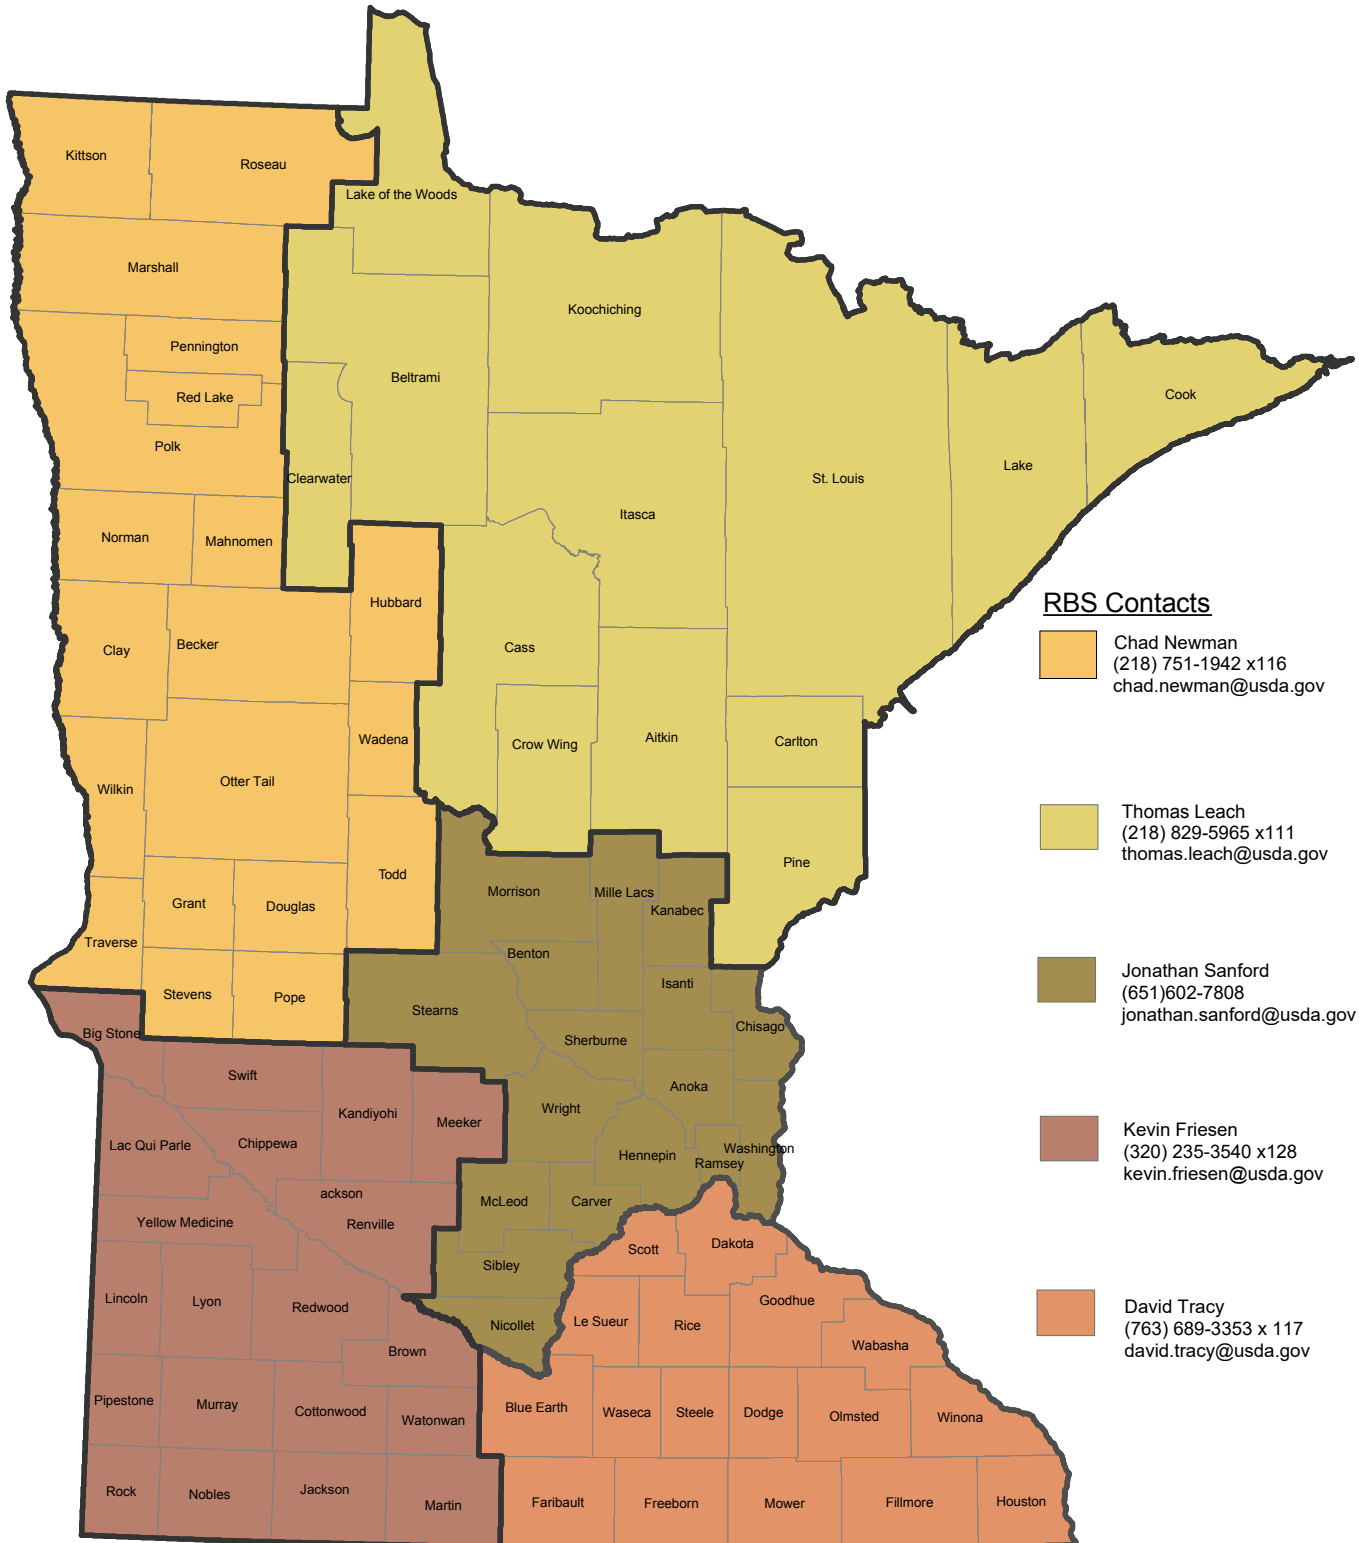 Kittson
Roseau
Lake of the Woods
Marshall
Koochiching
Pennington
Beltrami
Red Lake
Cook
Polk
Lake
Clearwater
St. Louis
Itasca
Norman
Mahnomen
Hubbard
Becker
Clay
Cass
Wadena
Crow Wing
Aitkin
Carlton
Otter Tail
Wilkin
Pine
Todd
Morrison
Mille Lacs
Kanabec
Grant
Douglas
Traverse
Benton
Isanti
Stevens
Pope
Stearns
Chisago
Big Stone
Sherburne
Swift
Anoka
Kandiyohi
Wright
Meeker
Lac Qui Parle
Chippewa
Hennepin
Washington
Ramsey
ackson
McLeod
Carver
Yellow Medicine
Renville
Scott
Dakota
Sibley
Lincoln
Lyon
Redwood
Goodhue
Nicollet
Le Sueur
Rice
Wabasha
Brown
Pipestone
Murray
Cottonwood
Watonwan
Blue Earth
Waseca
Steele
Dodge
Olmsted
Winona
Rock
Nobles
Jackson
Martin
Faribault
Freeborn
Mower
Fillmore
Houston
RBS Contacts
Chad Newman
(218) 751-1942 x116
chad.newman@usda.gov
Thomas Leach
(218) 829-5965 x111
thomas.leach@usda.gov
Jonathan Sanford
(651)602-7808
jonathan.sanford@usda.gov
Kevin Friesen
(320) 235-3540 x128
kevin.friesen@usda.gov
David Tracy
(763) 689-3353 x 117
david.tracy@usda.gov